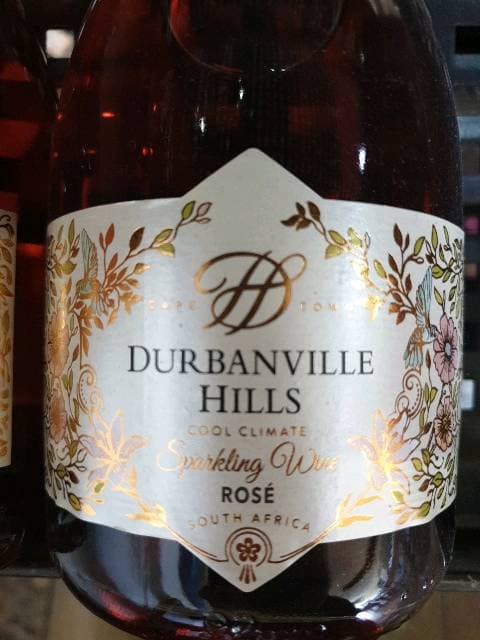 CAPE TOWN
DURBANVILLE
HILLS
COOL CLIMATE
Sparkling Wine
ROSÉ
SOUTH AFRICA